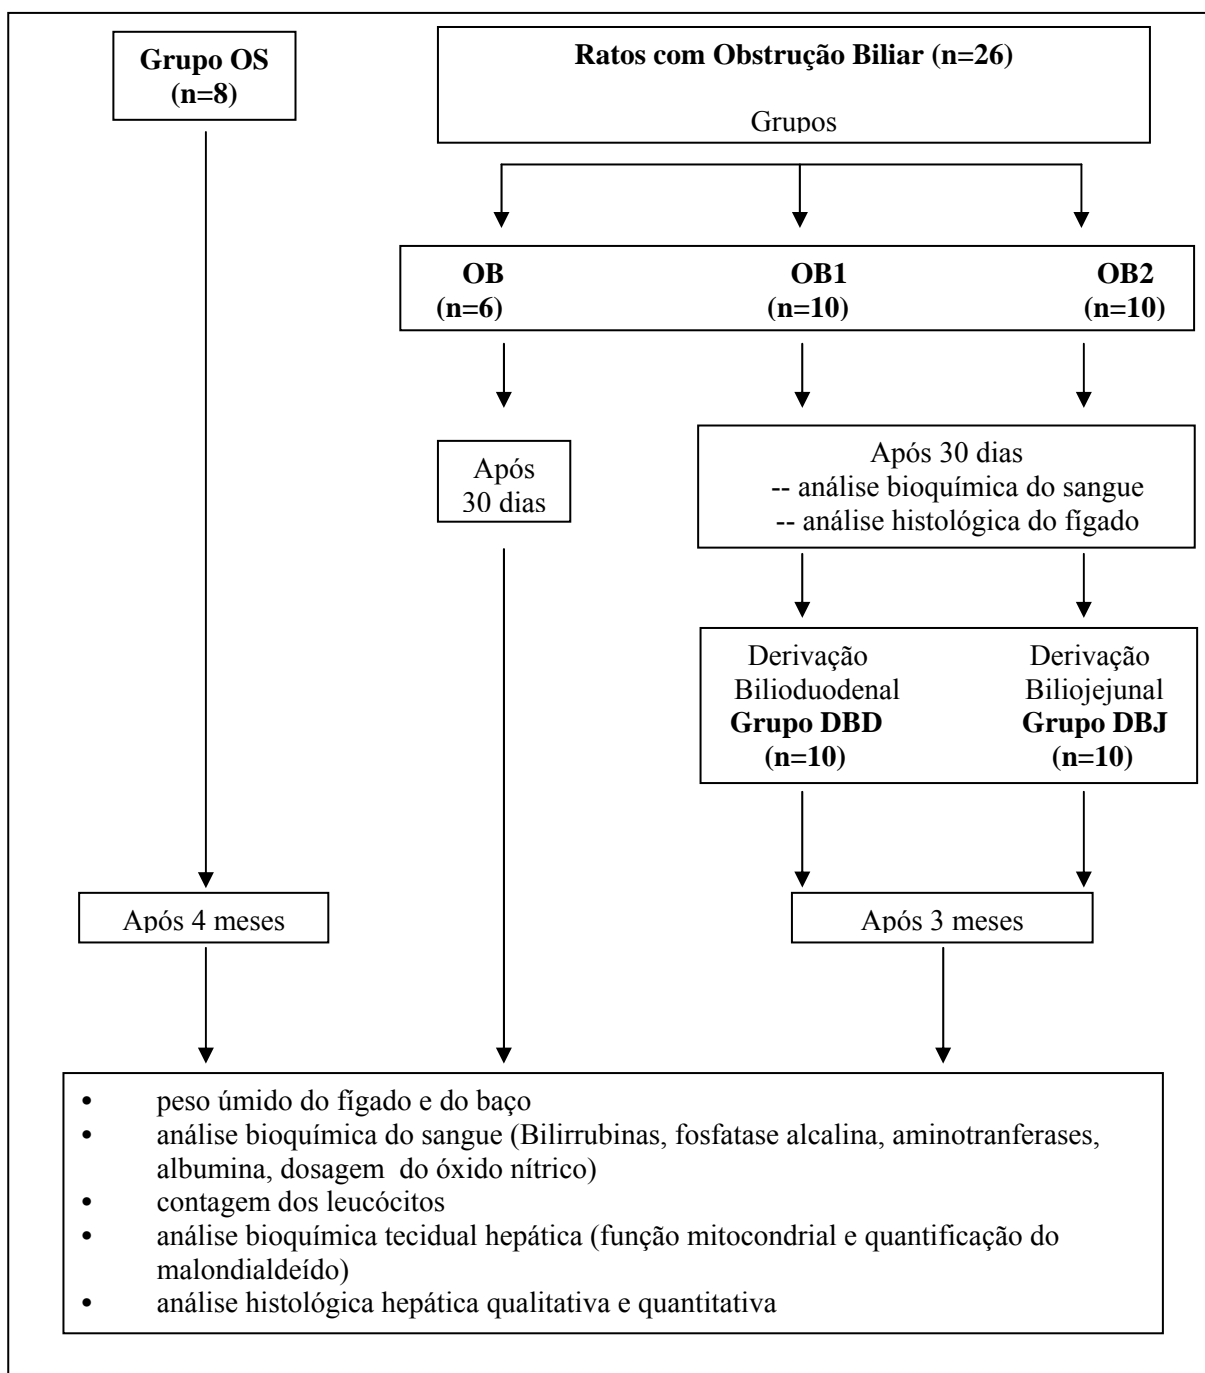 Grupo OS
(n=8)
Ratos com Obstrução Biliar (n=26)
Grupos
OB
(n=6)
OB1
(n=10)
OB2
(n=10)
Após
30 dias
Após 30 dias
-- análise bioquímica do sangue
-- análise histológica do fígado
Derivação
Bilioduodenal
Grupo DBD
(n=10)
Derivação
Biliojejunal
Grupo DBJ
(n=10)
Após 4 meses
Após 3 meses
• peso úmido do fígado e do baço
• análise bioquímica do sangue (Bilirrubinas, fosfatase alcalina, aminotranferases,
albumina, dosagem do óxido nítrico)
• contagem dos leucócitos
• análise bioquímica tecidual hepática (função mitocondrial e quantificação do
malondialdeído)
• análise histológica hepática qualitativa e quantitativa